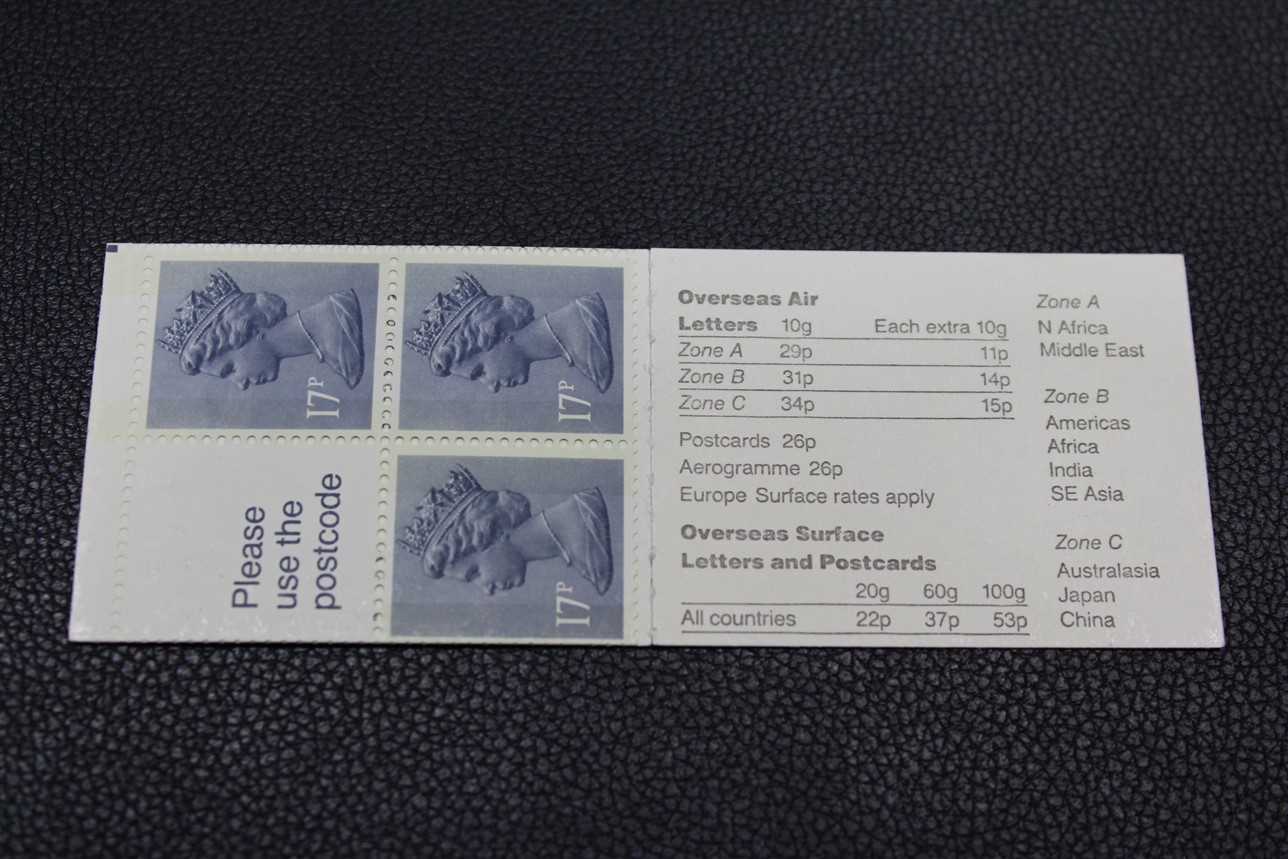 17P
17P
Please
use the
postcode
17P
Overseas Air
Letters 10g Each extra 10g
Zone A 29p 11p
Zone B 31p 14p
Zone C 34p 15p
Postcards 26p
Aerogramme 26p
Europe Surface rates apply
Overseas Surface
Letters and Postcards
20g 60g 100g
All countries 22p 37p 53p
Zone A
N Africa
Middle East
Zone B
Americas
Africa
India
SE Asia
Zone C
Australasia
Japan
China